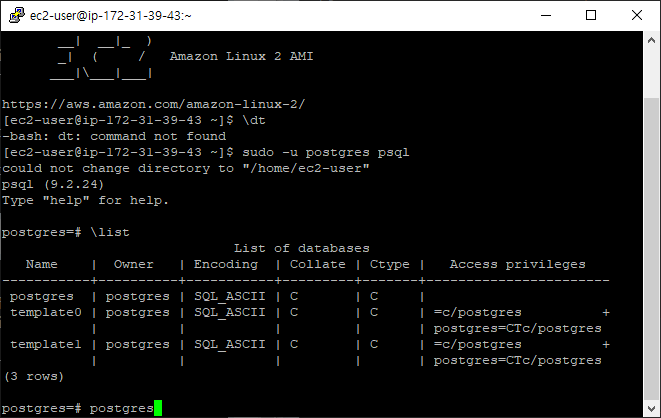 ec2-user@ip-172-31-39-43:~
       __|  __|_  )
       _|  (     /   Amazon Linux 2 AMI
      ___|\___|___|
https://aws.amazon.com/amazon-linux-2/
[ec2-user@ip-172-31-39-43 ~]$ \dt
-bash: dt: command not found
[ec2-user@ip-172-31-39-43 ~]$ sudo -u postgres psql
could not change directory to "/home/ec2-user"
psql (9.2.24)
Type "help" for help.
postgres=# \list
                             List of databases
   Name    |  Owner   | Encoding  | Collate | Ctype |   Access privileges
-----------+----------+-----------+---------+-------+-----------------------
 postgres  | postgres | SQL_ASCII | C       | C     |
 template0 | postgres | SQL_ASCII | C       | C     | =c/postgres          +
           |          |           |         |       | postgres=CTc/postgres
 template1 | postgres | SQL_ASCII | C       | C     | =c/postgres          +
           |          |           |         |       | postgres=CTc/postgres
(3 rows)
postgres=# postgres